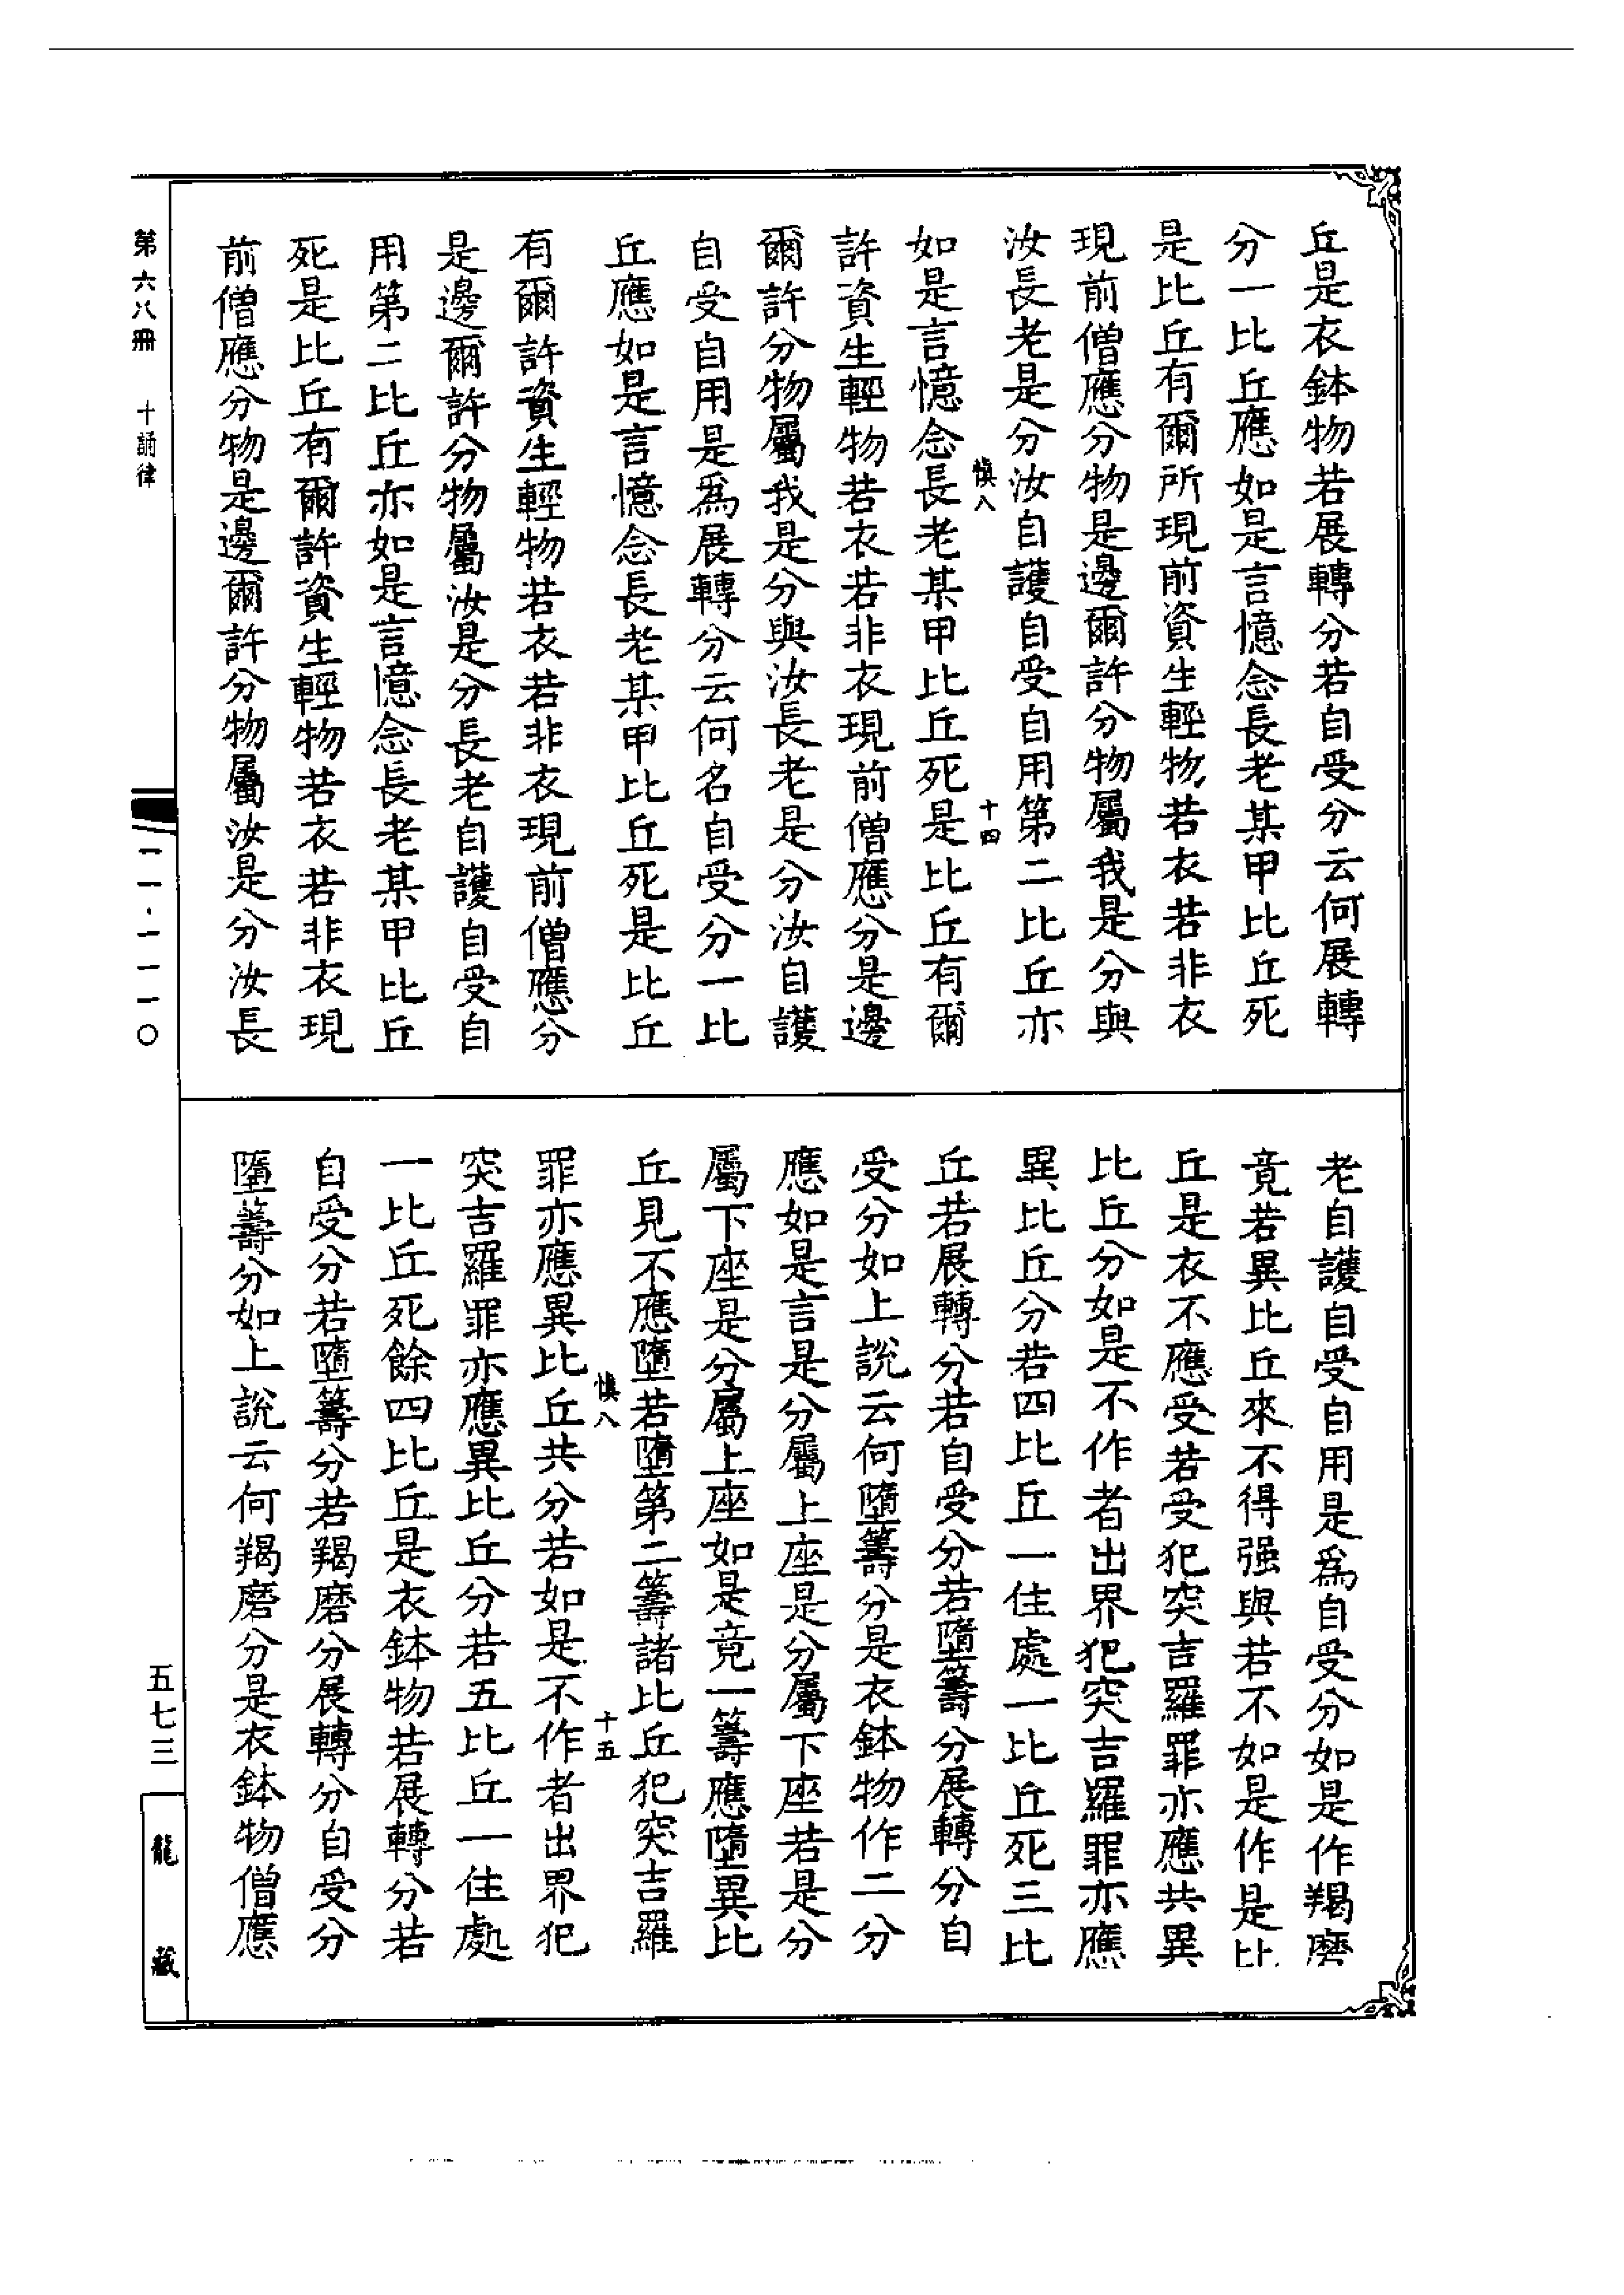 丘是衣鉢物若展轉分若自受分云何展轉
分一比丘應如是言憶念長老某甲比丘死
是比丘有爾所現前資生輕物若衣若非衣
現前僧應分物是邊爾許分物屬我是分與
汝長老是分汝自護自受自用第二比丘亦
慎八
十四
如是言憶念長老某甲比丘死是比丘有爾
許資生輕物若衣若非衣現前僧應分是邊
爾許分物屬我是分與汝長老是分汝自護
自受自用是為展轉分云何名自受分一比
丘應如是言憶念長老某甲比丘死是比丘
有爾許資生輕物若衣若非衣現前僧應分
是邊爾許分物屬汝是分長老自護自受自
用第二比丘亦如是言憶念長老某甲比丘
死是比丘有爾許資生輕物若衣若非衣現
前僧應分物是邊爾許分物屬汝是分汝長
老自護自受自用是為自受分如是作羯磨
竟若異比丘來不得强與若不如是作是比
丘是衣不應受若受犯突吉羅罪亦應共異
比丘分如是不作者出界犯突吉羅罪亦應
異比丘分若四比丘一住處一比丘死三比
丘若展轉分若自受分若墮籌分展轉分自
受分如上說云何墮籌分是衣鉢物作二分
應如是言是分屬上座是分屬下座若是分
屬下座是分屬上座如是竟一籌應墮異比
丘見不應墮若墮第二籌諸比丘犯突吉羅
慎八
十五
罪亦應異比丘共分若如是不作者出界犯
突吉羅罪亦應異比丘分若五比丘一住處
一比丘死餘四比丘是衣鉢物若展轉分若
自受分若墮籌分若羯磨分展轉分自受分
墮籌分如上說云何羯磨分是衣鉢物僧應
第六八冊 十誦律
一一·一一一〇
五七三
龍藏